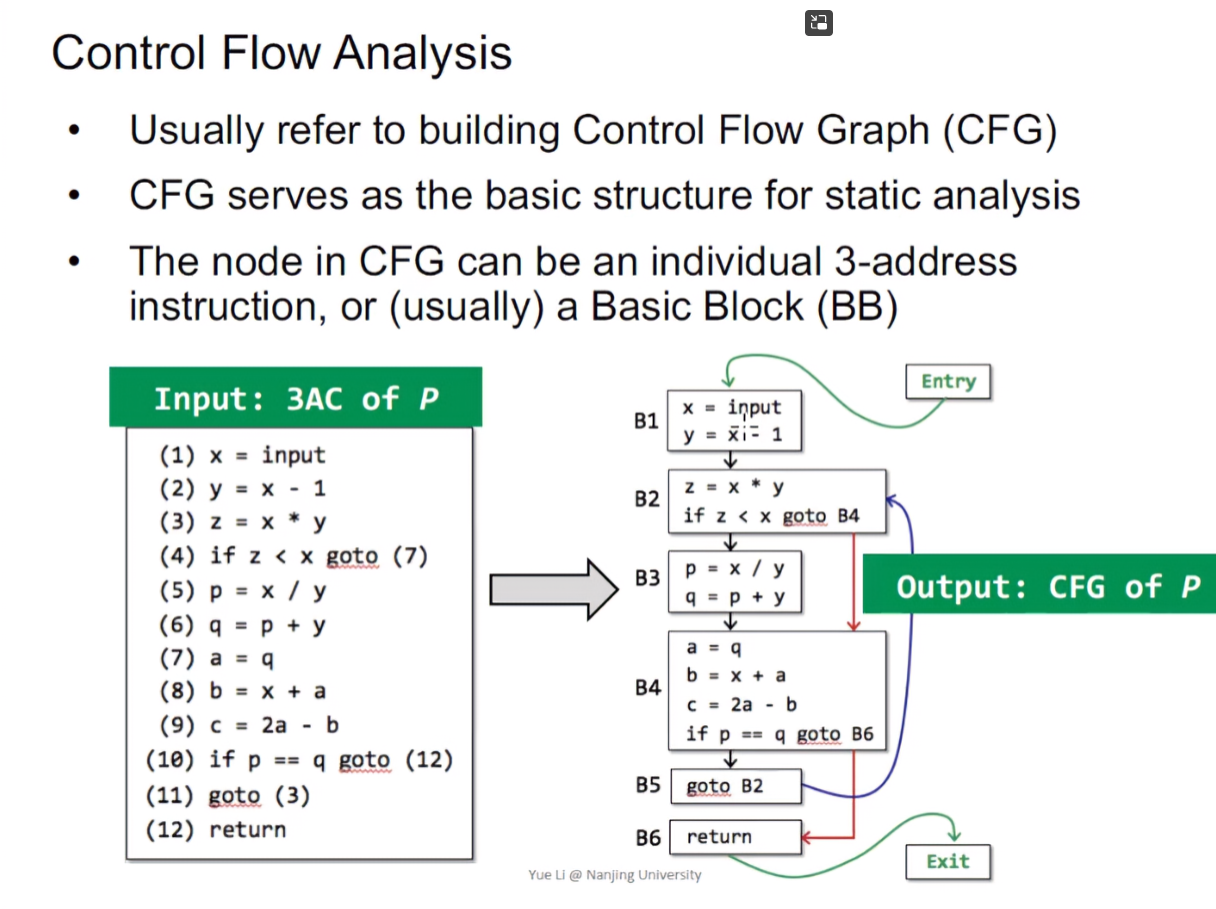 Control Flow Analysis
• Usually refer to building Control Flow Graph (CFG)
• CFG serves as the basic structure for static analysis
• The node in CFG can be an individual 3-address
instruction, or (usually) a Basic Block (BB)
Input: 3AC of P
(1) x = input
(2) y = x - 1
(3) z = x * y
(4) if z < x goto (7)
(5) p = x / y
(6) q = p + y
(7) a = q
(8) b = x + a
(9) c = 2a - b
(10) if p == q goto (12)
(11) goto (3)
(12) return
Entry
B1
x = input
y = x - 1
B2
z = x * y
if z < x goto B4
B3
p = x / y
q = p + y
Output: CFG of P
B4
a = q
b = x + a
c = 2a - b
if p == q goto B6
B5
goto B2
B6
return
Exit
Yue Li @ Nanjing University